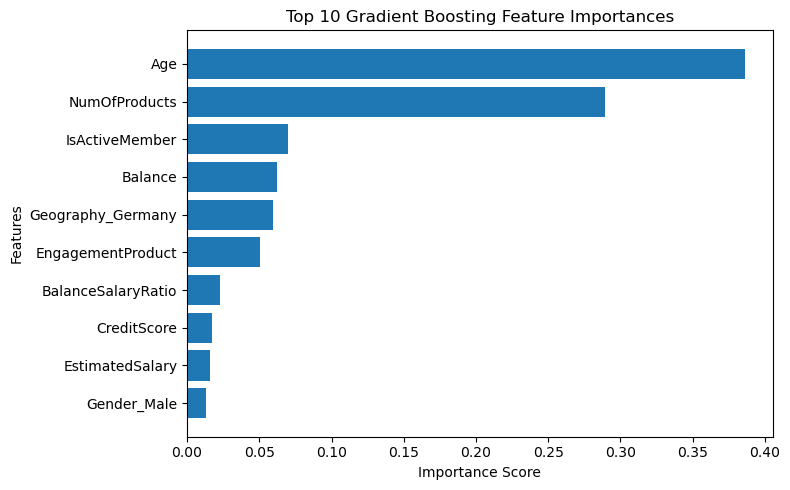 Top 10 Gradient Boosting Feature Importances
Age
NumOfProducts
IsActiveMember
Balance
Geography_Germany
EngagementProduct
BalanceSalaryRatio
CreditScore
EstimatedSalary
Gender_Male
Features
0.00 0.05 0.10 0.15 0.20 0.25 0.30 0.35 0.40
Importance Score